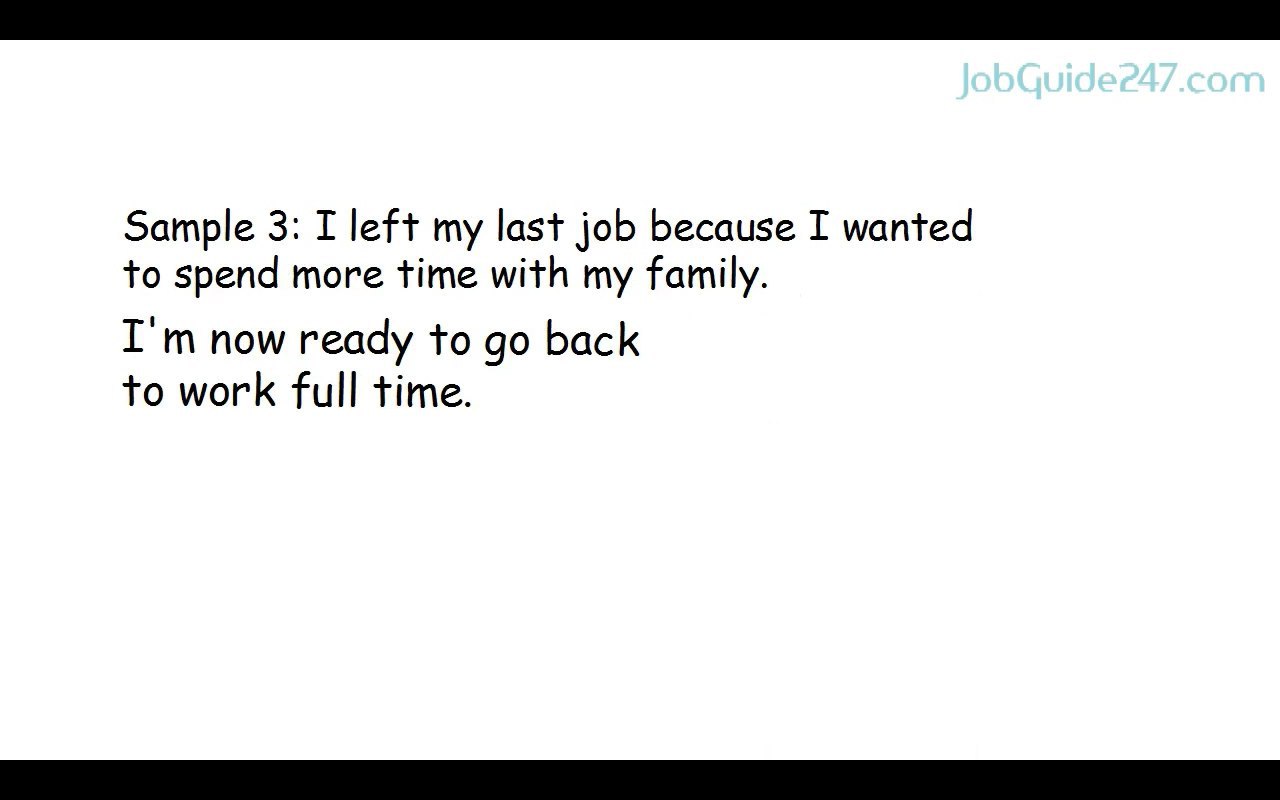 JobGuide247.com
Sample 3: I left my last job because I wanted
to spend more time with my family.
I'm now ready to go back
to work full time.